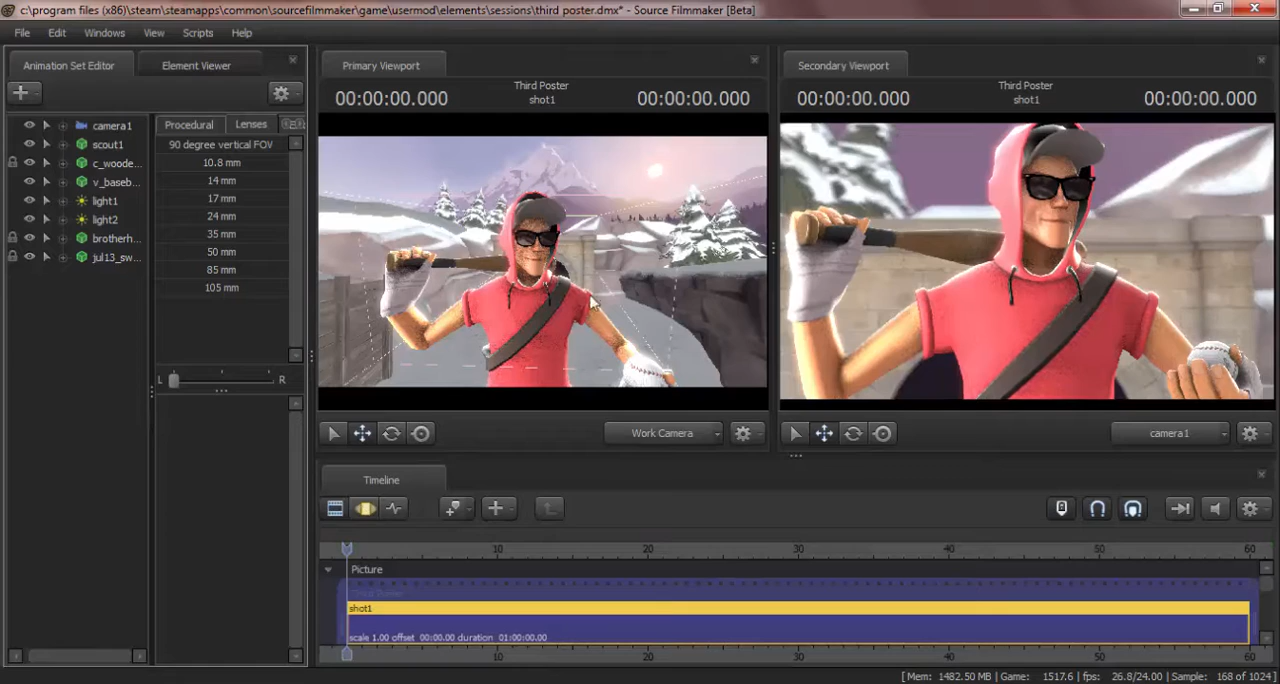 c:\program files (x86)\steam\steamapps\common\sourcefilmmaker\game\usermod\elements\sessions\third poster.dmx* - Source Filmmaker [Beta]
File Edit Windows View Scripts Help
Animation Set Editor Element Viewer
camera1
scout1
c_woode...
v_baseb...
light1
light2
brotherh...
jul13_sw...
Procedural Lenses
90 degree vertical FOV
10.8 mm
14 mm
17 mm
24 mm
35 mm
50 mm
85 mm
105 mm
L R
Primary Viewport
Third Poster
00:00:00.000 shot1 00:00:00.000
Work Camera
Secondary Viewport
Third Poster
00:00:00.000 shot1 00:00:00.000
camera1
Timeline
10 20 30 40 50 60
Picture
Third Poster
shot1
scale 1.00 offset 00:00.00 duration 01:00:00.00
10 20 30 40 50 60
[ Mem: 1482.50 MB | Game: 1517.6 fps: 26.8/24.00 | Sample: 168 of 1024 ]